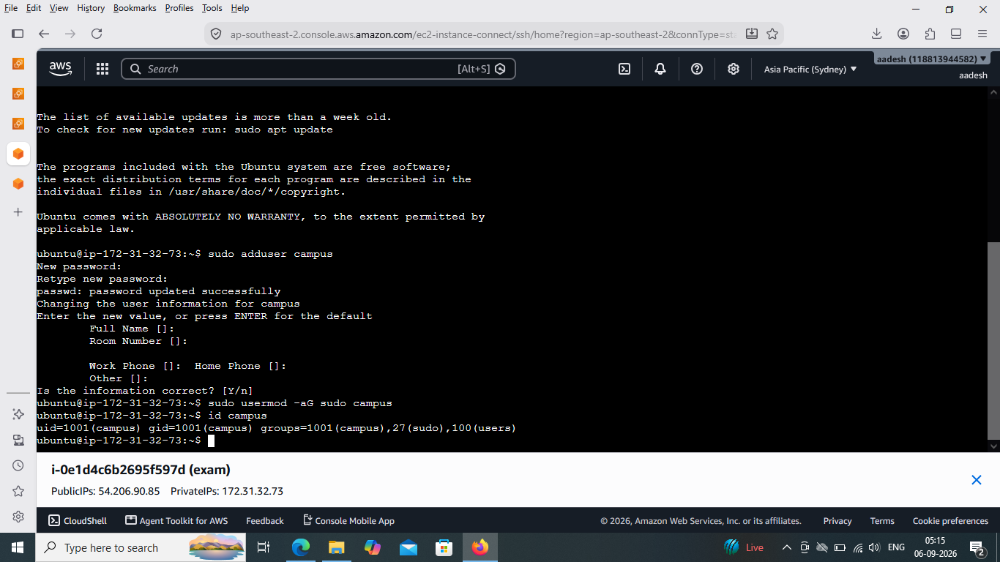 File Edit View History Bookmarks Profiles Tools Help
ap-southeast-2.console.aws.amazon.com/ec2-instance-connect/ssh/home?region=ap-southeast-2&connType=sta
aws Search [Alt+S] Asia Pacific (Sydney) aadesh (118813944582)
aadesh
The list of available updates is more than a week old.
To check for new updates run: sudo apt update
The programs included with the Ubuntu system are free software;
the exact distribution terms for each program are described in the
individual files in /usr/share/doc/*/copyright.
Ubuntu comes with ABSOLUTELY NO WARRANTY, to the extent permitted by
applicable law.
ubuntu@ip-172-31-32-73:~$ sudo adduser campus
New password:
Retype new password:
passwd: password updated successfully
Changing the user information for campus
Enter the new value, or press ENTER for the default
Full Name []:
Room Number []:
Work Phone []: Home Phone []:
Other []:
Is the information correct? [Y/n]
ubuntu@ip-172-31-32-73:~$ sudo usermod -aG sudo campus
ubuntu@ip-172-31-32-73:~$ id campus
uid=1001(campus) gid=1001(campus) groups=1001(campus),27(sudo),100(users)
ubuntu@ip-172-31-32-73:~$
i-0e1d4c6b2695f597d (exam)
PublicIPs: 54.206.90.85 PrivateIPs: 172.31.32.73
CloudShell Agent Toolkit for AWS Feedback Console Mobile App © 2026, Amazon Web Services, Inc. or its affiliates. Privacy Terms Cookie preferences
Type here to search Live ENG 05:15
06-09-2026 2